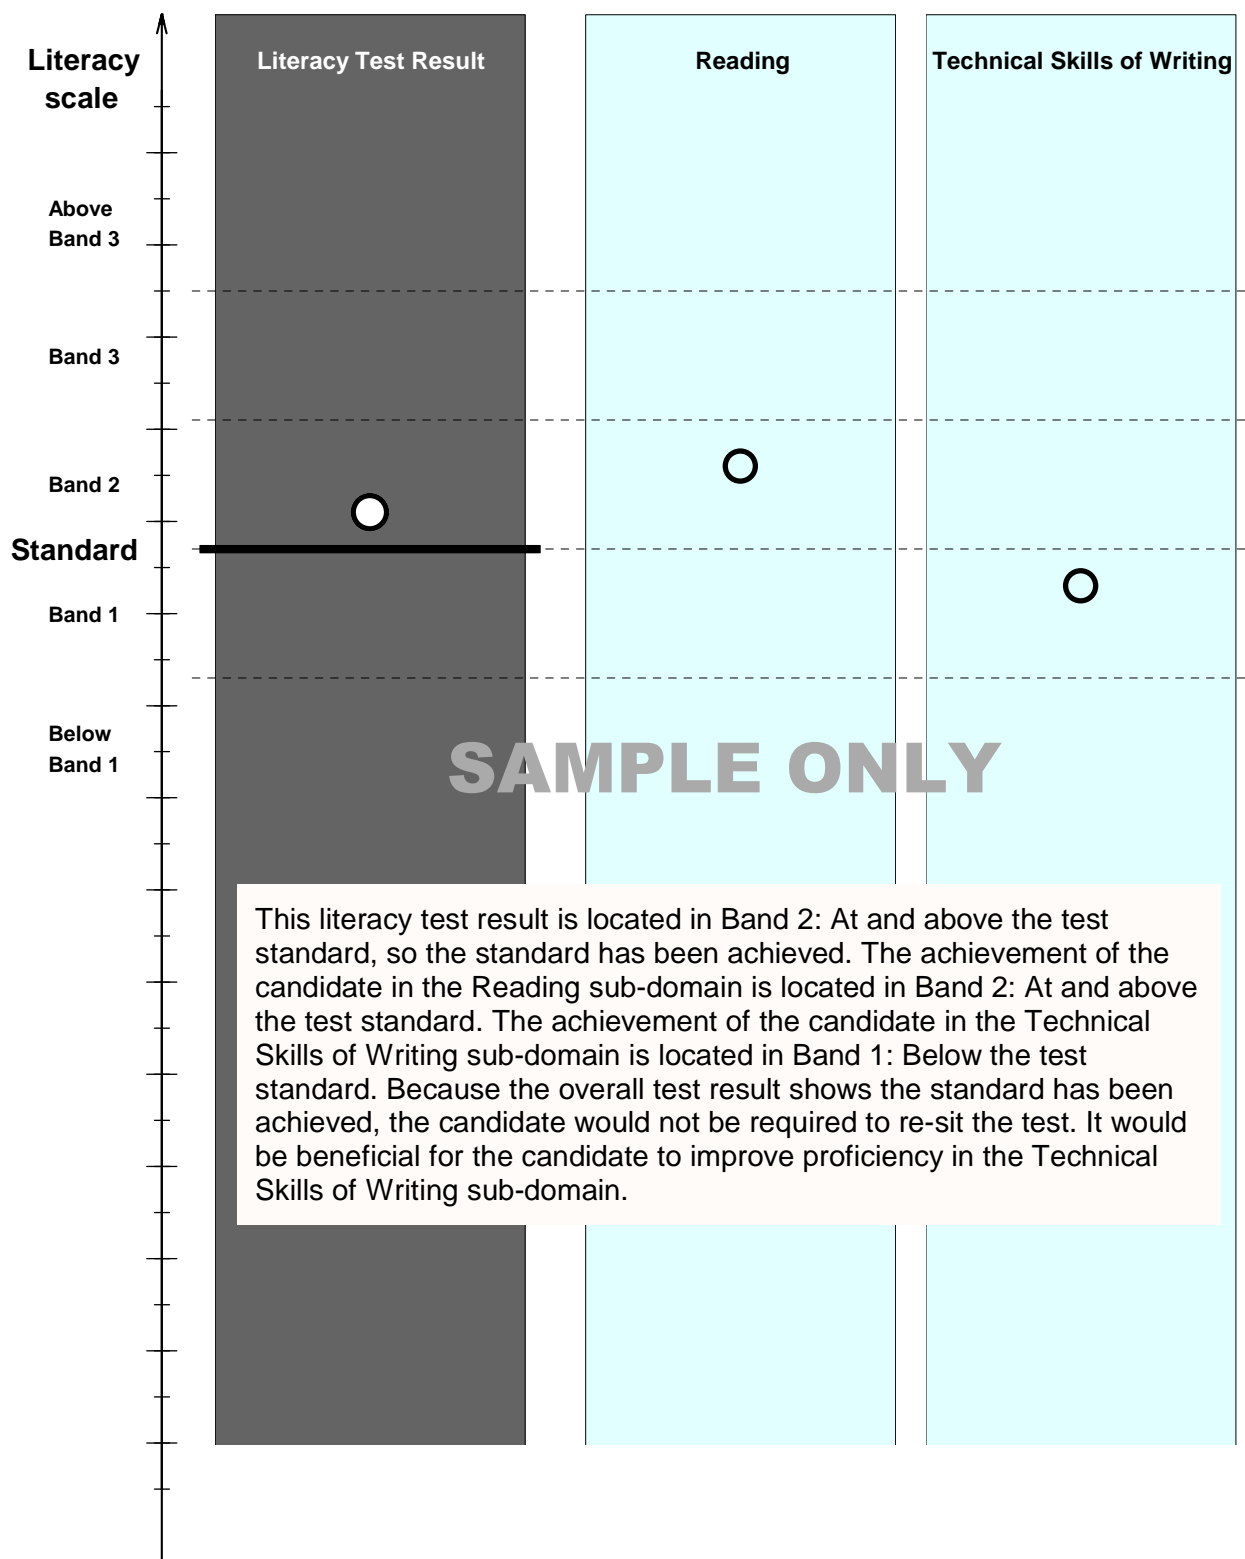 Literacy
scale
Literacy Test Result
Reading
Technical Skills of Writing
Above
Band 3
Band 3
Band 2
Standard
Band 1
Below
Band 1
SAMPLE ONLY
This literacy test result is located in Band 2: At and above the test
standard, so the standard has been achieved. The achievement of the
candidate in the Reading sub-domain is located in Band 2: At and above
the test standard. The achievement of the candidate in the Technical
Skills of Writing sub-domain is located in Band 1: Below the test
standard. Because the overall test result shows the standard has been
achieved, the candidate would not be required to re-sit the test. It would
be beneficial for the candidate to improve proficiency in the Technical
Skills of Writing sub-domain.